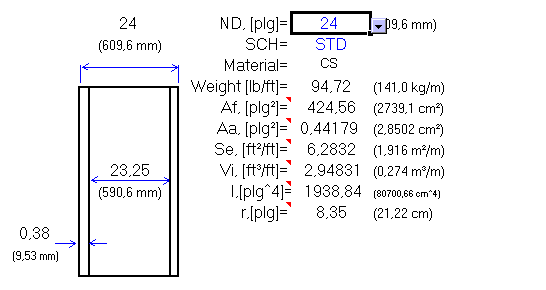 24
(609,6 mm)
23,25
(590,6 mm)
0,38
(9,53 mm)
ND, [plg]= 24 09,6 mm)
SCH= STD
Material= CS
Weight [lb/ft]= 94,72 (141,0 kg/m)
Af, [plg²]= 424,56 (2739,1 cm²)
Aa, [plg²]= 0,44179 (2,8502 cm²)
Se, [ft²/ft]= 6,2832 (1,916 m²/m)
Vi, [ft³/ft]= 2,94831 (0,274 m³/m)
I,[plg^4]= 1938,84 (80700,66 cm^4)
r,[plg]= 8,35 (21,22 cm)